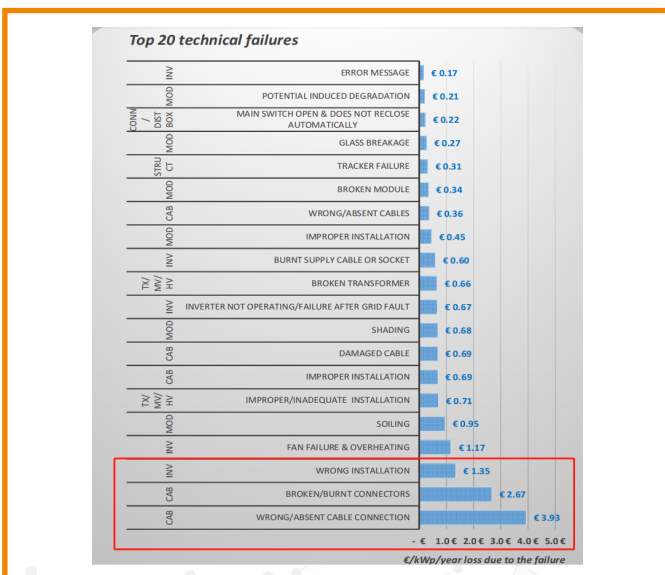 Top 20 technical failures
INV ERROR MESSAGE € 0.17
MOD POTENTIAL INDUCED DEGRADATION € 0.21
CONN / DIST BOX MAIN SWITCH OPEN & DOES NOT RECLOSE
AUTOMATICALLY € 0.22
MOD GLASS BREAKAGE € 0.27
STRU CT TRACKER FAILURE € 0.31
MOD BROKEN MODULE € 0.34
CAB WRONG/ABSENT CABLES € 0.36
MOD IMPROPER INSTALLATION € 0.45
INV BURNT SUPPLY CABLE OR SOCKET € 0.60
TX/ MV/ HV BROKEN TRANSFORMER € 0.66
INV INVERTER NOT OPERATING/FAILURE AFTER GRID FAULT € 0.67
MOD SHADING € 0.68
CAB DAMAGED CABLE € 0.69
CAB IMPROPER INSTALLATION € 0.69
TX/ MV/ HV IMPROPER/INADEQUATE INSTALLATION € 0.71
MOD SOILING € 0.95
INV FAN FAILURE & OVERHEATING € 1.17
INV WRONG INSTALLATION € 1.35
CAB BROKEN/BURNT CONNECTORS € 2.67
CAB WRONG/ABSENT CABLE CONNECTION € 3.93
- € 1.0 € 2.0 € 3.0 € 4.0 € 5.0 €
€/kWp/year loss due to the failure